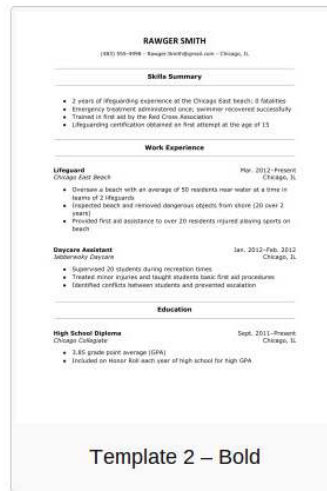 RAWGER SMITH
(483) 555-4998 - Rawger.Smith@gmail.com - Chicago, IL
Skills Summary
• 2 years of lifeguarding experience at the Chicago East beach; 0 fatalities
• Emergency treatment administered once; swimmer recovered successfully
• Trained in first aid by the Red Cross Association
• Lifeguarding certification obtained on first attempt at the age of 15
Work Experience
Lifeguard Mar. 2012–Present
Chicago East Beach Chicago, IL
• Oversaw a beach with an average of 50 residents near water at a time in
teams of 2 lifeguards
• Inspected beach and removed dangerous objects from shore (20 over 2
years)
• Provided first aid assistance to over 20 residents injured playing sports on
beach
Daycare Assistant Jan. 2012–Feb. 2012
Jabberwoky Daycare Chicago, IL
• Supervised 20 students during recreation times
• Treated minor injuries and taught students basic first aid procedures
• Identified conflicts between students and prevented escalation
Education
High School Diploma Sept. 2011–Present
Chicago Collegiate Chicago, IL
• 3.85 grade point average (GPA)
• Included on Honor Roll each year of high school for high GPA
Template 2 – Bold